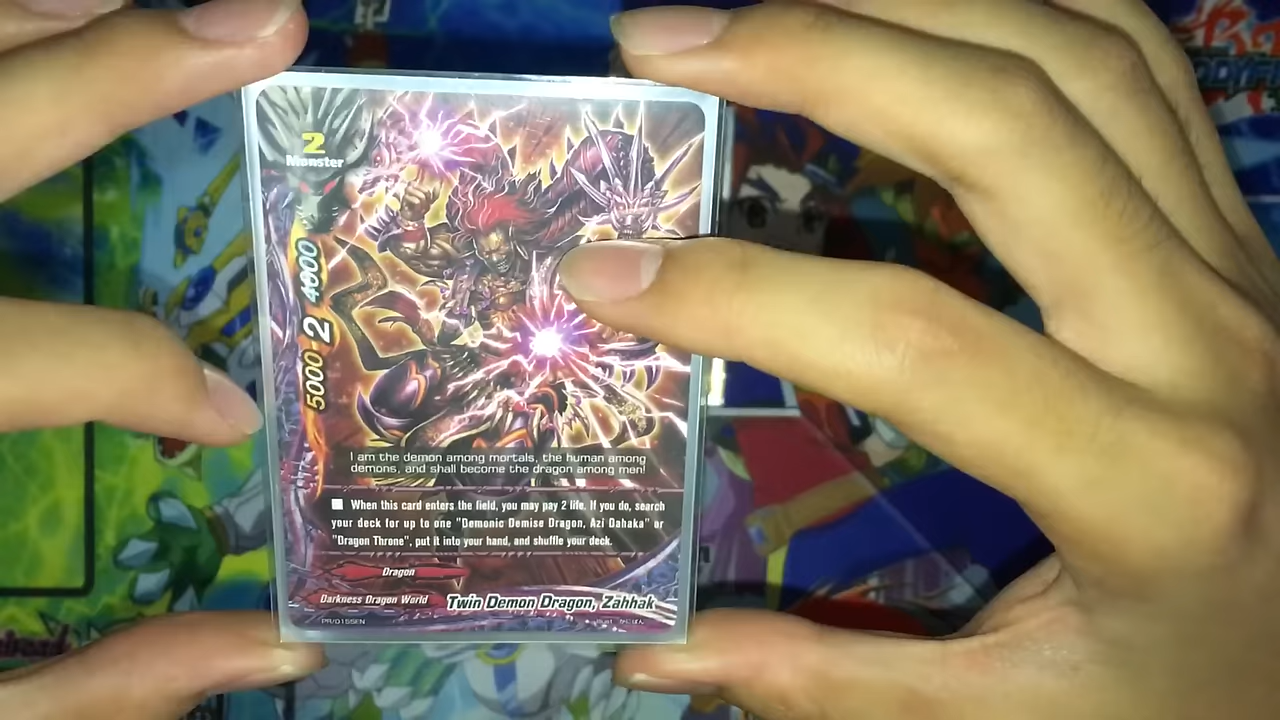 2
Monster
4000
2
5000
I am the demon among mortals, the human among
demons, and shall become the dragon among men!
■ When this card enters the field, you may pay 2 life. If you do, search
your deck for up to one "Demonic Demise Dragon, Azi Dahaka" or
"Dragon Throne", put it into your hand, and shuffle your deck.
Dragon
Darkness Dragon World
Twin Demon Dragon, Zahhak
PR/0155EN